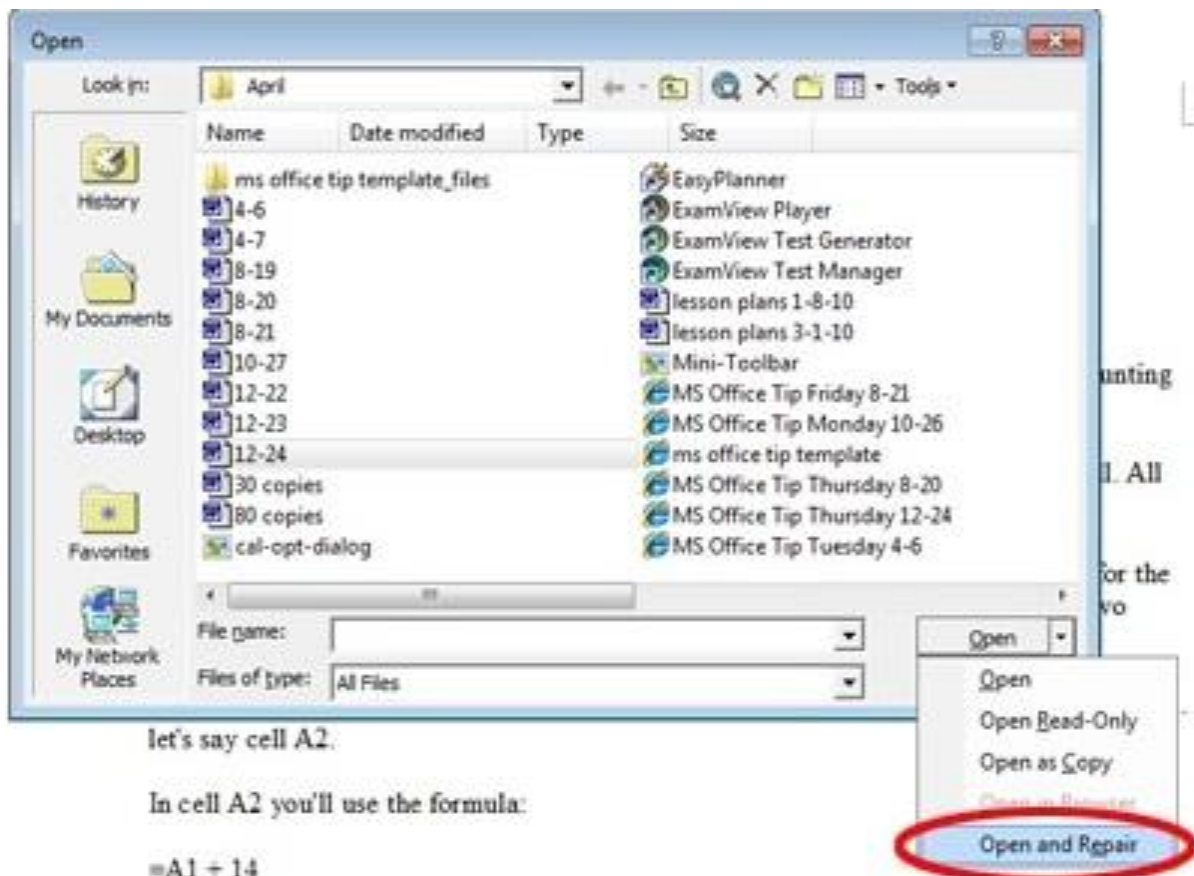 Open
Look in:
April
Tools
Name Date modified Type Size
History
My Documents
Desktop
Favorites
My Network
Places
ms office tip template_files
4-6
4-7
8-19
8-20
8-21
10-27
12-22
12-23
12-24
30 copies
80 copies
cal-opt-dialog
EasyPlanner
ExamView Player
ExamView Test Generator
ExamView Test Manager
lesson plans 1-8-10
lesson plans 3-1-10
Mini-Toolbar
MS Office Tip Friday 8-21
MS Office Tip Monday 10-26
ms office tip template
MS Office Tip Thursday 8-20
MS Office Tip Thursday 12-24
MS Office Tip Tuesday 4-6
File name:
Files of type: All Files
Open
Open
Open Read-Only
Open as Copy
Open in Browser
Open and Repair
unting
l. All
for the
vo
let's say cell A2.
In cell A2 you'll use the formula:
=A1 + 14